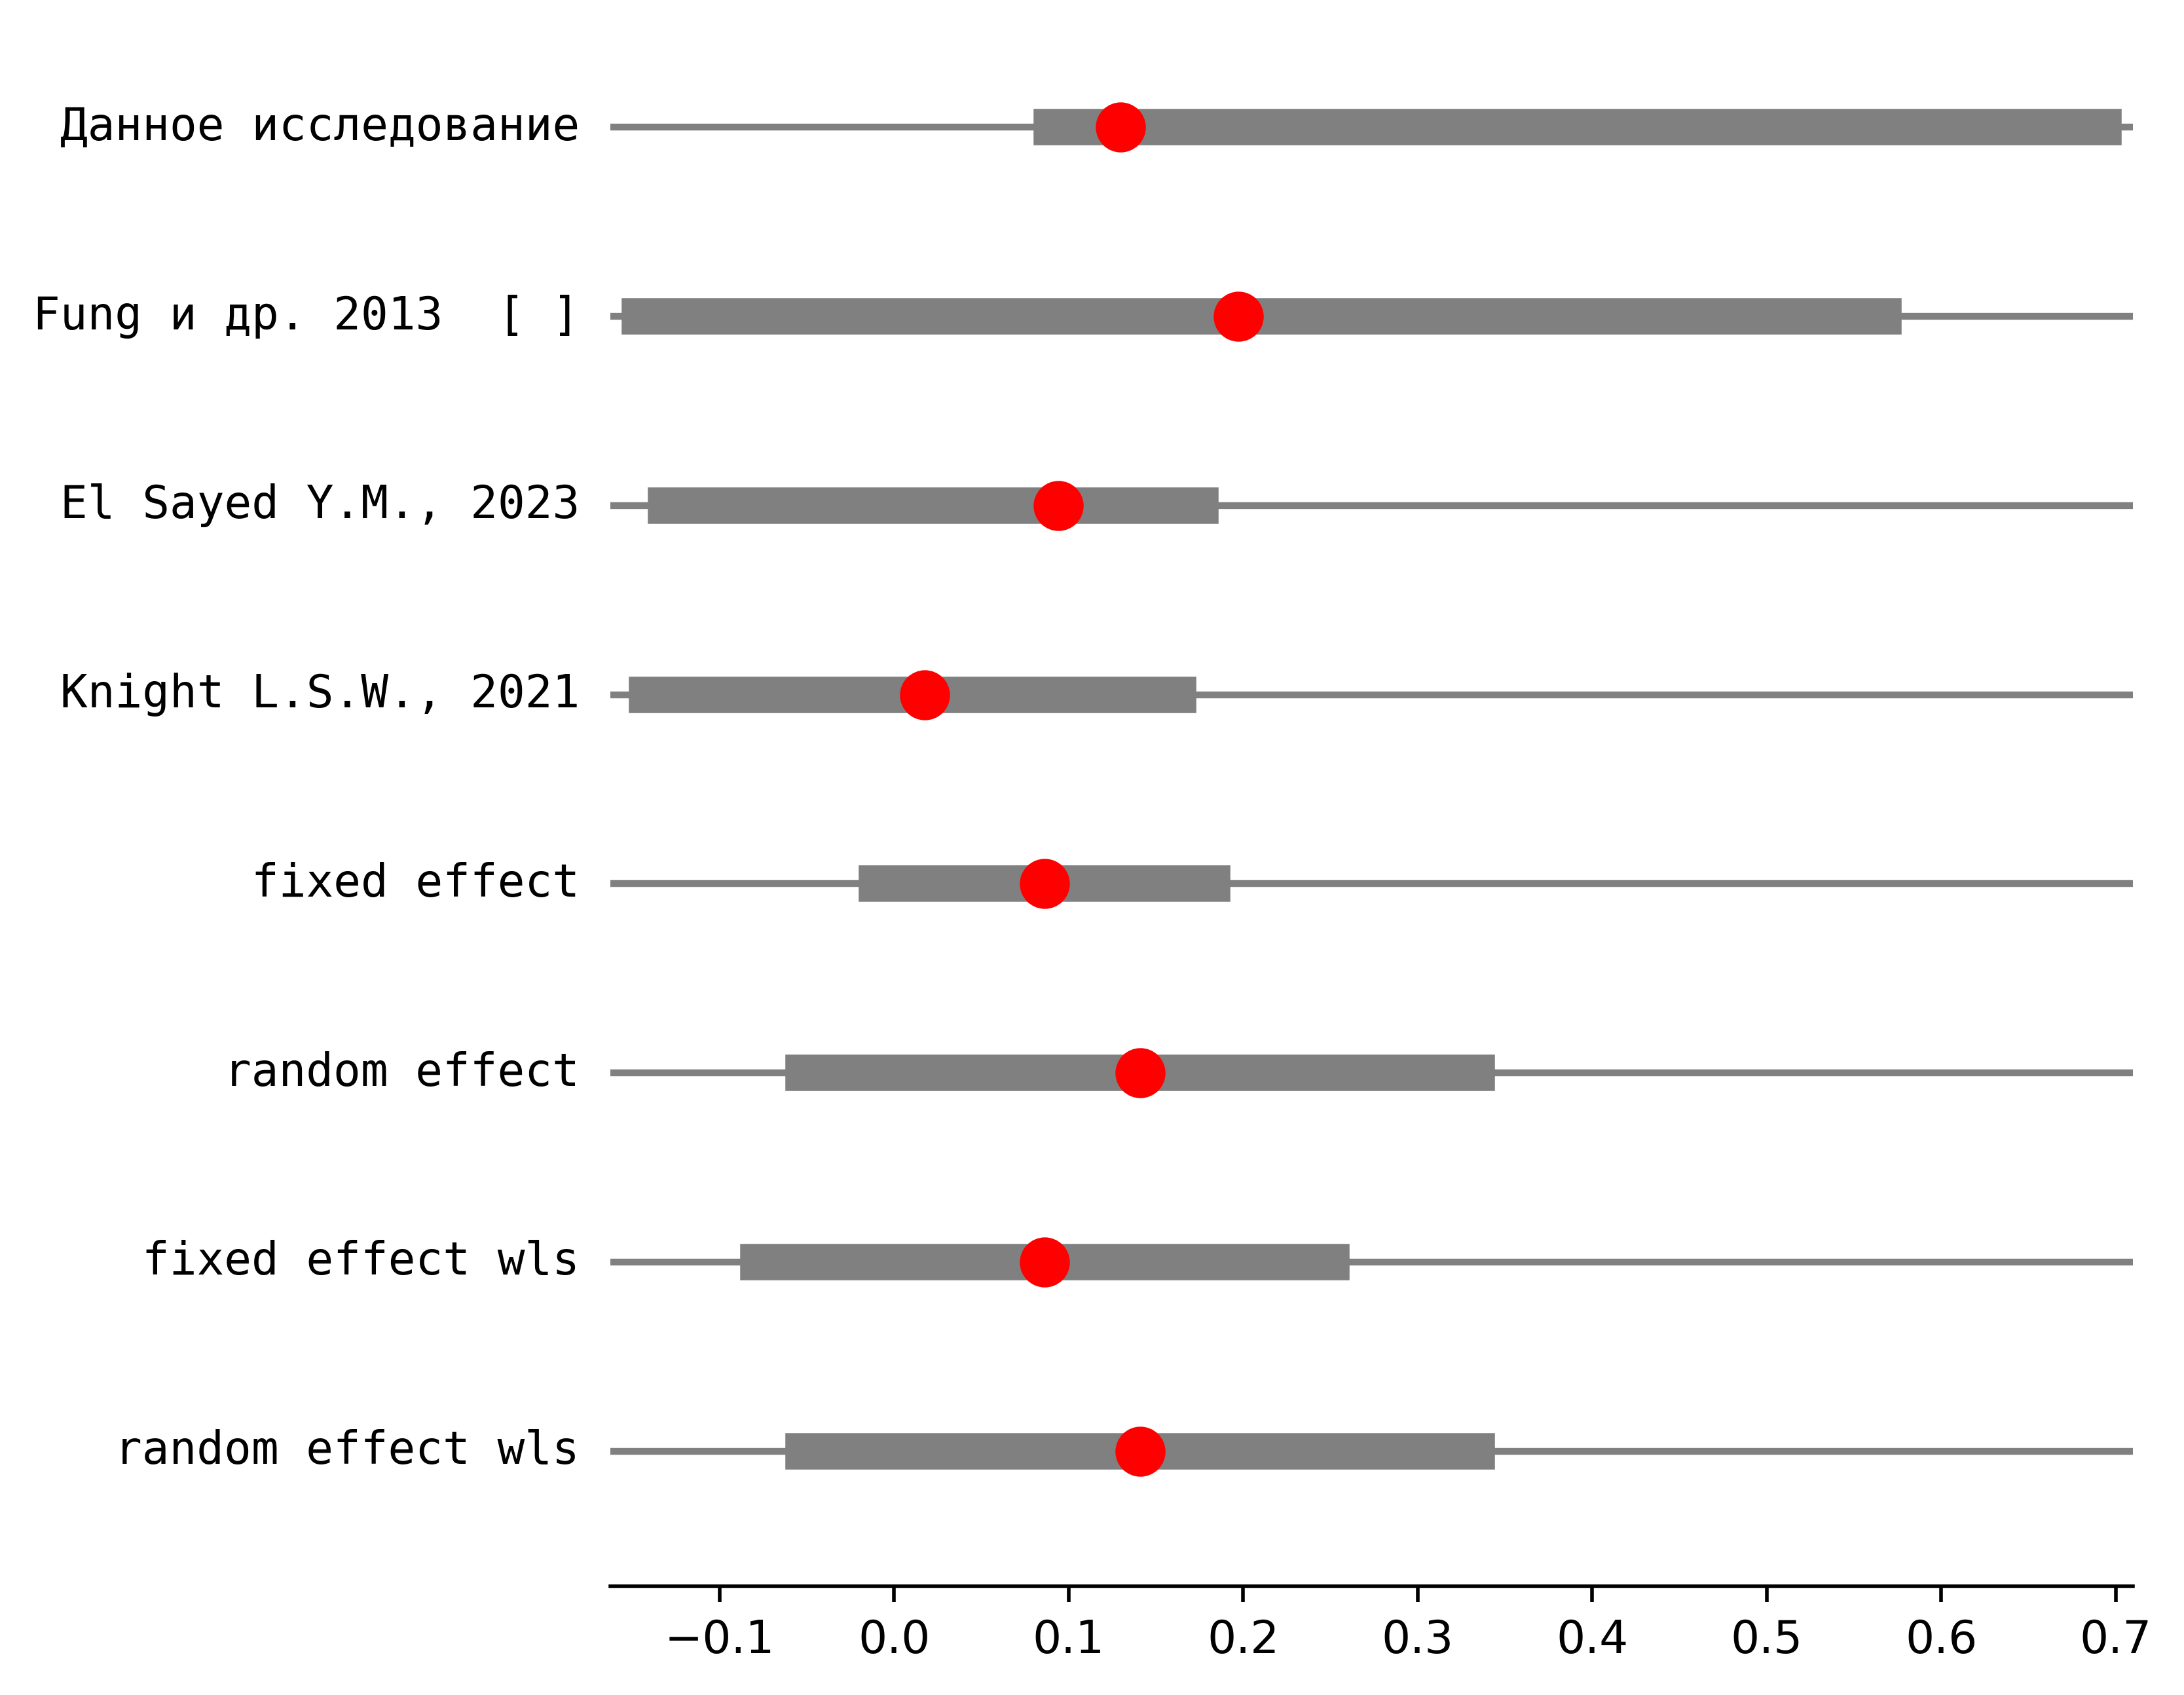 Данное исследование
Fung и др. 2013 [ ]
El Sayed Y.M., 2023
Knight L.S.W., 2021
fixed effect
random effect
fixed effect wls
random effect wls
−0.1 0.0 0.1 0.2 0.3 0.4 0.5 0.6 0.7